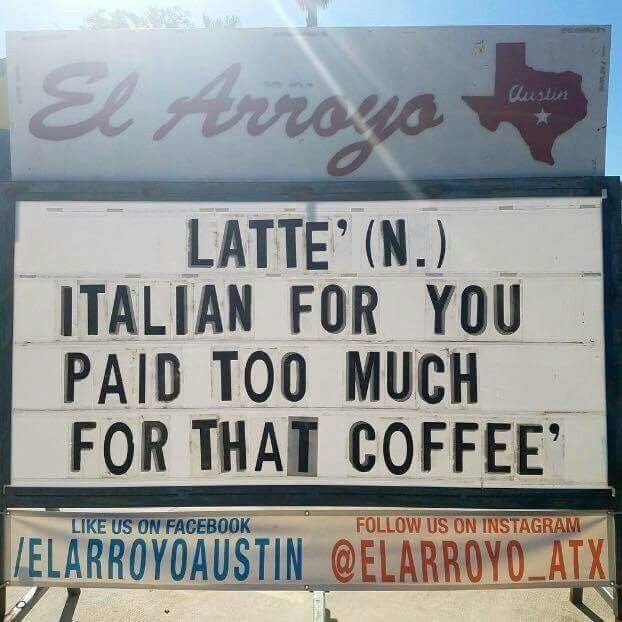 El Arroyo
Austin
LATTE' (N.)
ITALIAN FOR YOU
PAID TOO MUCH
FOR THAT COFFEE'
LIKE US ON FACEBOOK
/ELARROYOAUSTIN
FOLLOW US ON INSTAGRAM
@ELARROYO_ATX